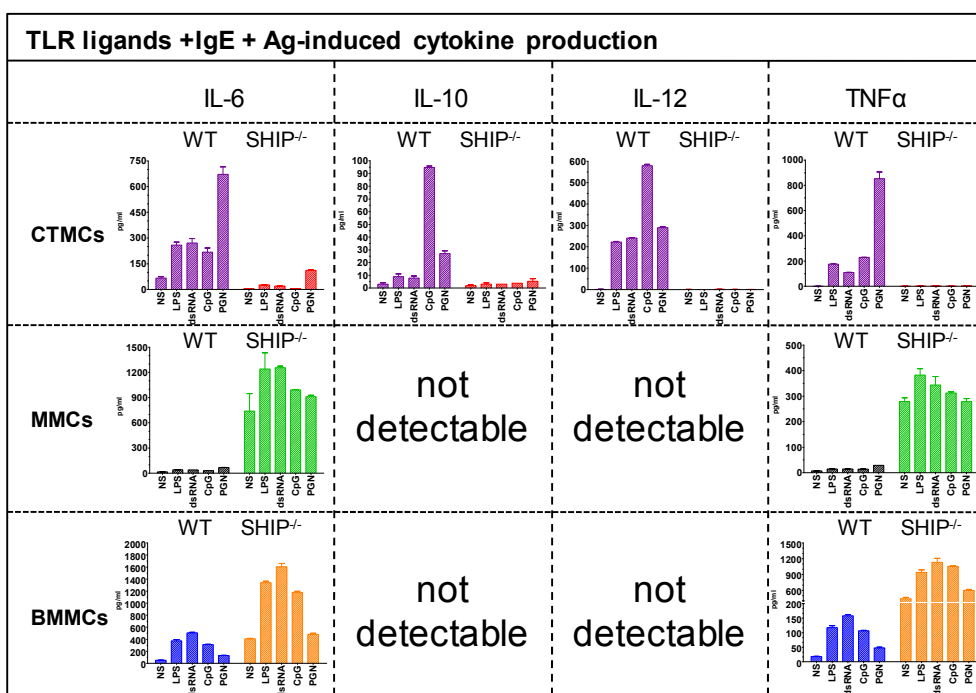 TLR ligands +IgE + Ag-induced cytokine production
IL-6 IL-10 IL-12 TNFα
CTMCs
WT SHIP-/-
pg/ml
750
600
450
300
150
0
NS LPS dsRNA CpG PGN NS LPS dsRNA CpG PGN
WT SHIP-/-
pg/ml
100
90
80
70
60
50
40
30
20
10
0
NS LPS dsRNA CpG PGN NS LPS dsRNA CpG PGN
WT SHIP-/-
pg/ml
600
500
400
300
200
100
0
NS LPS dsRNA CpG PGN NS LPS dsRNA CpG PGN
WT SHIP-/-
pg/ml
1000
800
600
400
200
0
NS LPS dsRNA CpG PGN NS LPS dsRNA CpG PGN
MMCs
WT SHIP-/-
pg/ml
1500
1200
900
600
300
0
NS LPS dsRNA CpG PGN NS LPS dsRNA CpG PGN
not
detectable
not
detectable
WT SHIP-/-
pg/ml
500
400
300
200
100
0
NS LPS dsRNA CpG PGN NS LPS dsRNA CpG PGN
BMMCs
WT SHIP-/-
pg/ml
2000
1800
1600
1400
1200
1000
800
600
400
200
0
NS LPS dsRNA CpG PGN NS LPS dsRNA CpG PGN
not
detectable
not
detectable
WT SHIP-/-
pg/ml
1500
1200
900
600
200
150
100
50
0
NS LPS dsRNA CpG PGN NS LPS dsRNA CpG PGN